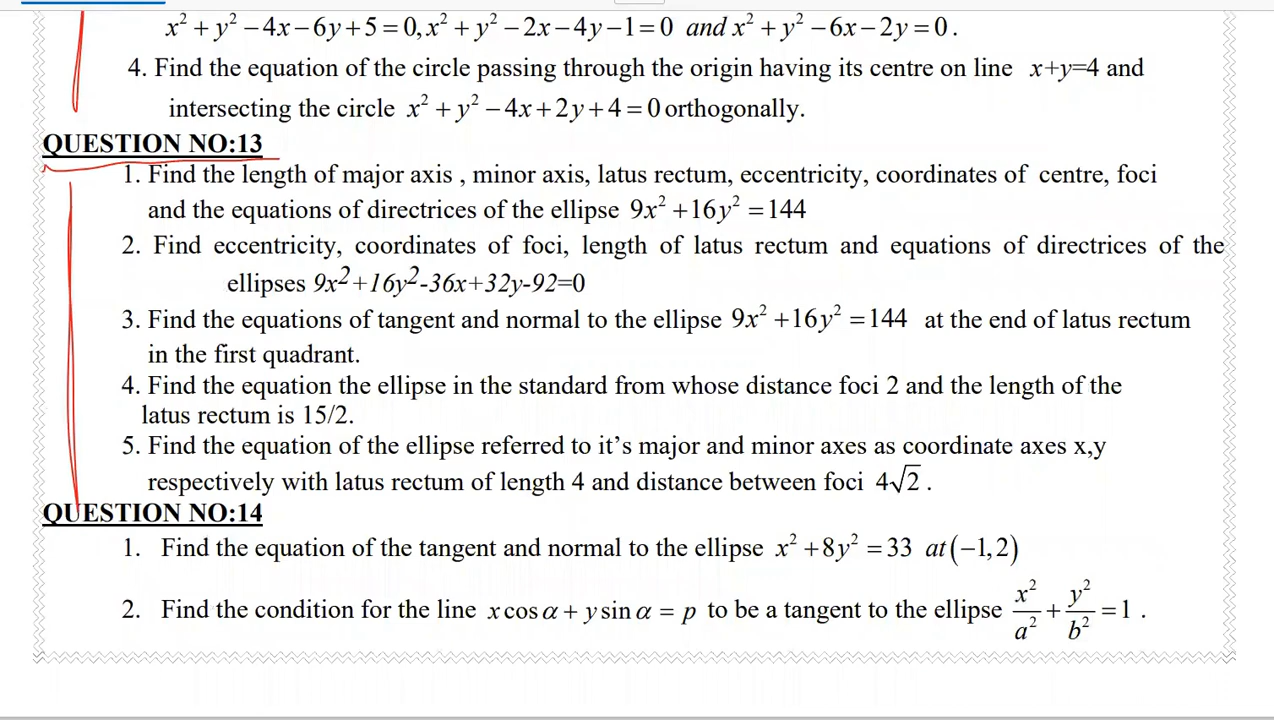 x² + y² − 4x − 6y + 5 = 0, x² + y² − 2x − 4y − 1 = 0 and x² + y² − 6x − 2y = 0 .
4. Find the equation of the circle passing through the origin having its centre on line x+y=4 and
intersecting the circle x² + y² − 4x + 2y + 4 = 0 orthogonally.
QUESTION NO:13
1. Find the length of major axis , minor axis, latus rectum, eccentricity, coordinates of centre, foci
and the equations of directrices of the ellipse 9x² + 16y² = 144
2. Find eccentricity, coordinates of foci, length of latus rectum and equations of directrices of the
ellipses 9x²+16y²-36x+32y-92=0
3. Find the equations of tangent and normal to the ellipse 9x² + 16y² = 144 at the end of latus rectum
in the first quadrant.
4. Find the equation the ellipse in the standard from whose distance foci 2 and the length of the
latus rectum is 15/2.
5. Find the equation of the ellipse referred to it’s major and minor axes as coordinate axes x,y
respectively with latus rectum of length 4 and distance between foci 4√2 .
QUESTION NO:14
1. Find the equation of the tangent and normal to the ellipse x² + 8y² = 33 at (−1, 2)
2. Find the condition for the line x cos α + y sin α = p to be a tangent to the ellipse x²/a² + y²/b² = 1 .